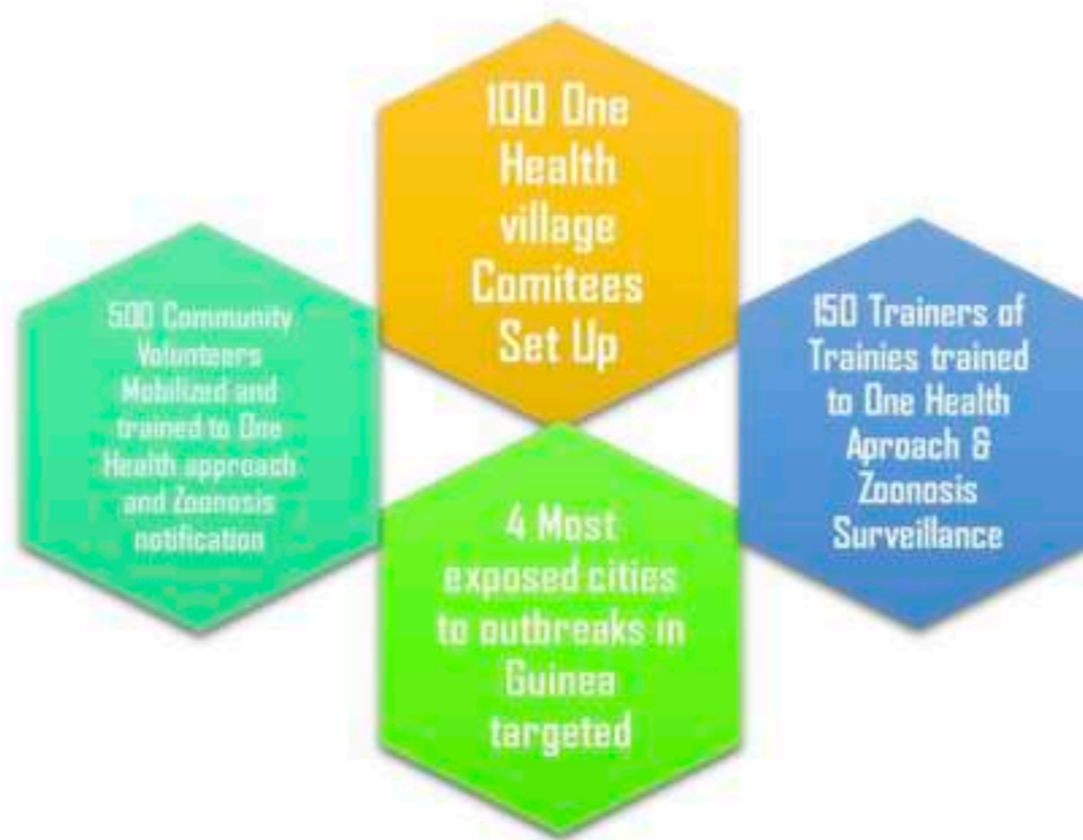 100 One
Health
village
Comitees
Set Up
500 Community
Volunteers
Mobilized and
trained to One
Health approach
and Zoonosis
notification
150 Trainers of
Trainies trained
to One Health
Aproach &
Zoonosis
Surveillance
4 Most
exposed cities
to outbreaks in
Guinea
targeted